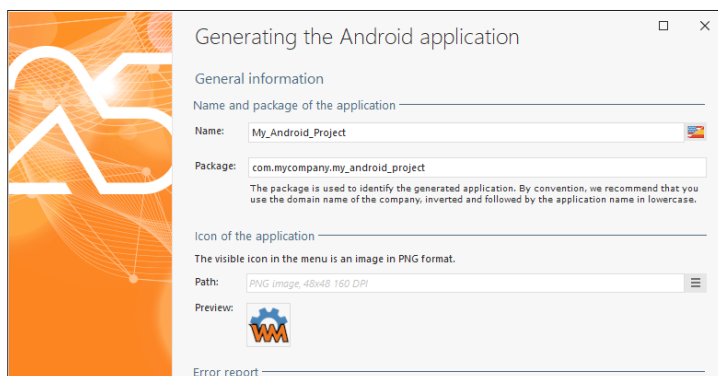 25
Generating the Android application
General information
Name and package of the application
Name:
My_Android_Project
Package:
com.mycompany.my_android_project
The package is used to identify the generated application. By convention, we recommend that you
use the domain name of the company, inverted and followed by the application name in lowercase.
Icon of the application
The visible icon in the menu is an image in PNG format.
Path:
PNG image, 48x48 160 DPI
Preview:
WM
Error report